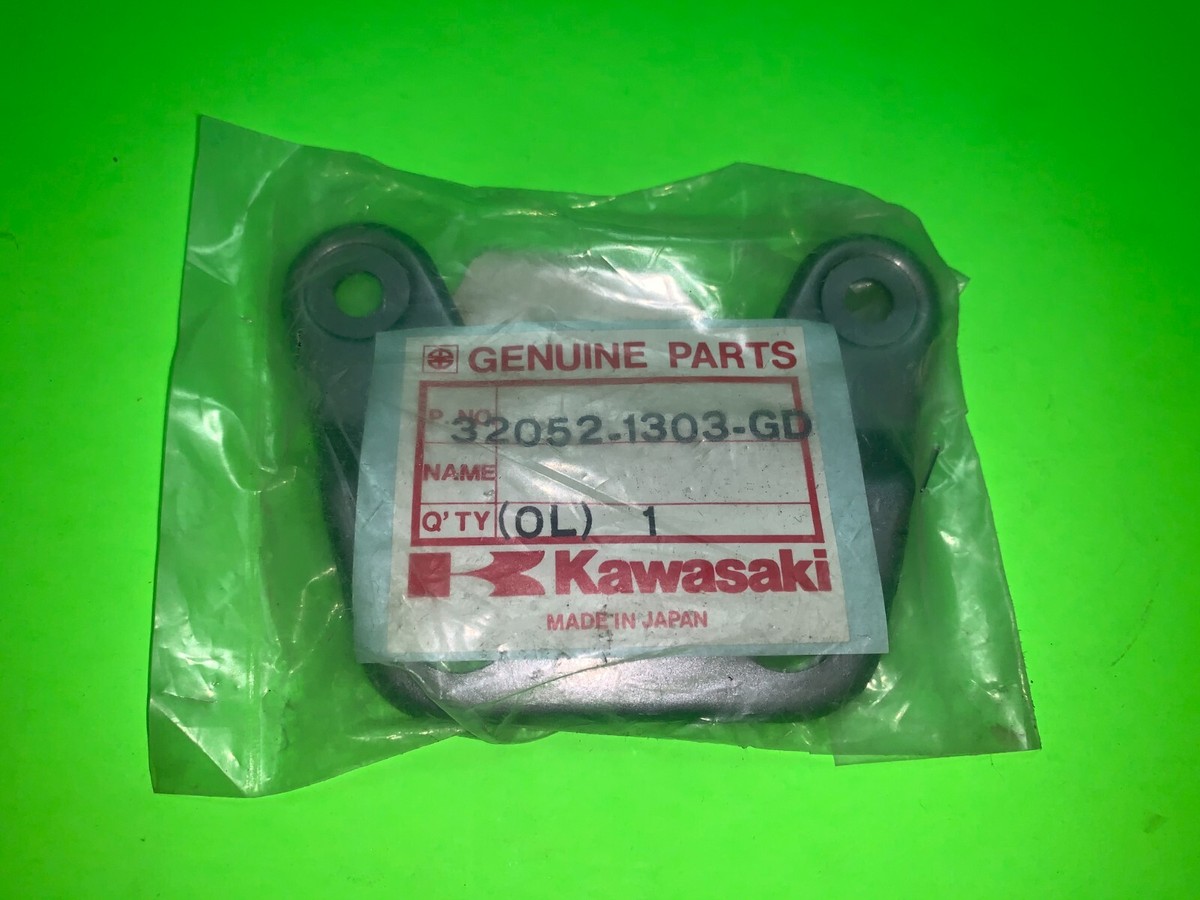 GENUINE PARTS
P. NO. 32052-1303-GD
NAME
Q'TY (OL) 1
Kawasaki
MADE IN JAPAN